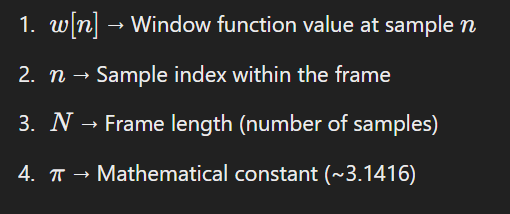 1. w[n] → Window function value at sample n
2. n → Sample index within the frame
3. N → Frame length (number of samples)
4. π → Mathematical constant (~3.1416)